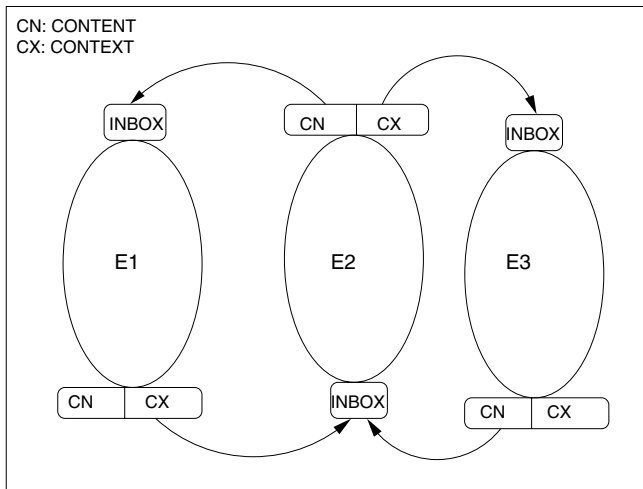 CN: CONTENT
CX: CONTEXT
INBOX
CN CX
INBOX
E1
E2
E3
CN CX
INBOX
CN CX